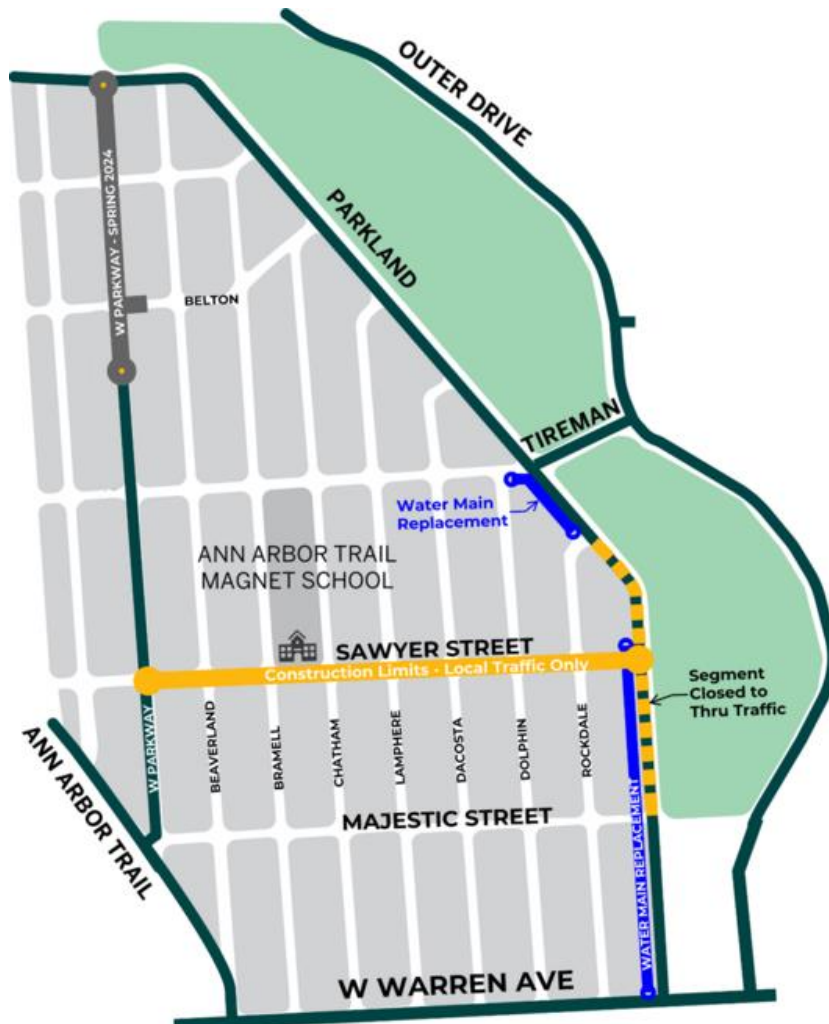 OUTER DRIVE
W PARKWAY - SPRING 2024
PARKLAND
BELTON
TIREMAN
Water Main
Replacement
ANN ARBOR TRAIL
MAGNET SCHOOL
SAWYER STREET
Construction Limits - Local Traffic Only
Segment
Closed to
Thru Traffic
W PARKWAY
BEAVERLAND
BRAMELL
CHATHAM
LAMPHERE
DACOSTA
DOLPHIN
ROCKDALE
ANN ARBOR TRAIL
MAJESTIC STREET
WATER MAIN REPLACEMENT
W WARREN AVE